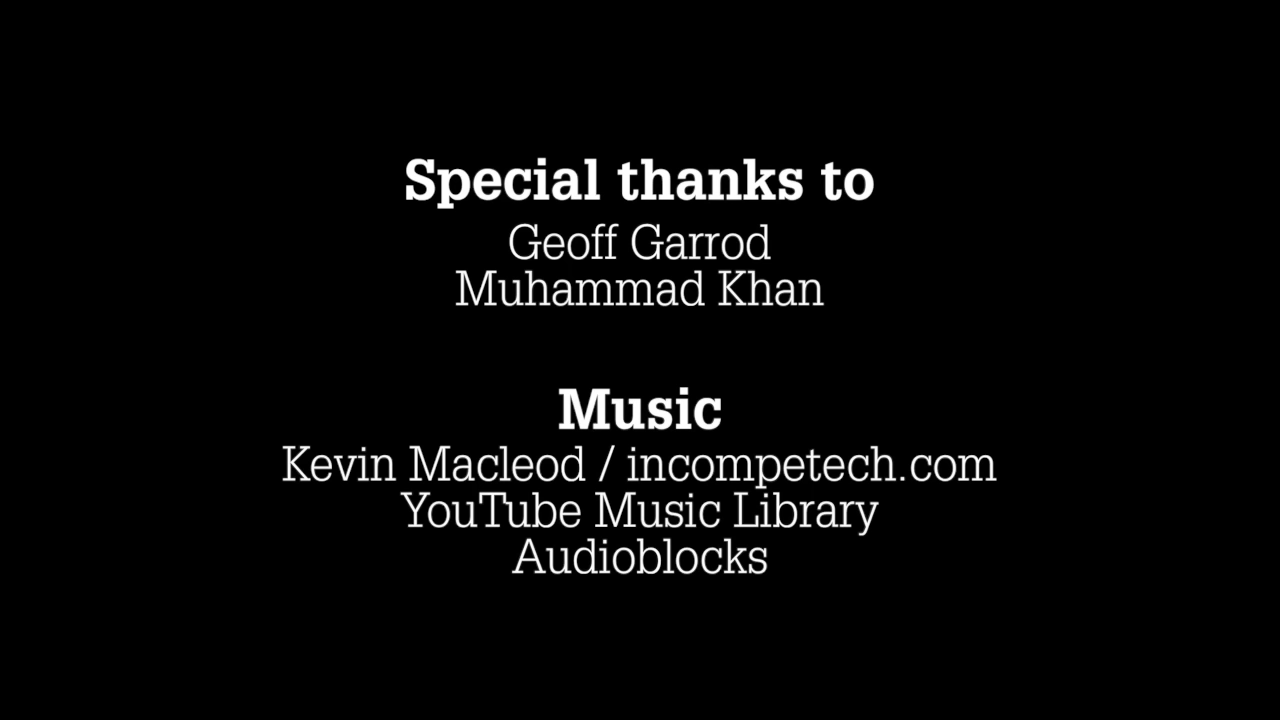 Special thanks to
Geoff Garrod
Muhammad Khan
Music
Kevin Macleod / incompetech.com
YouTube Music Library
Audioblocks